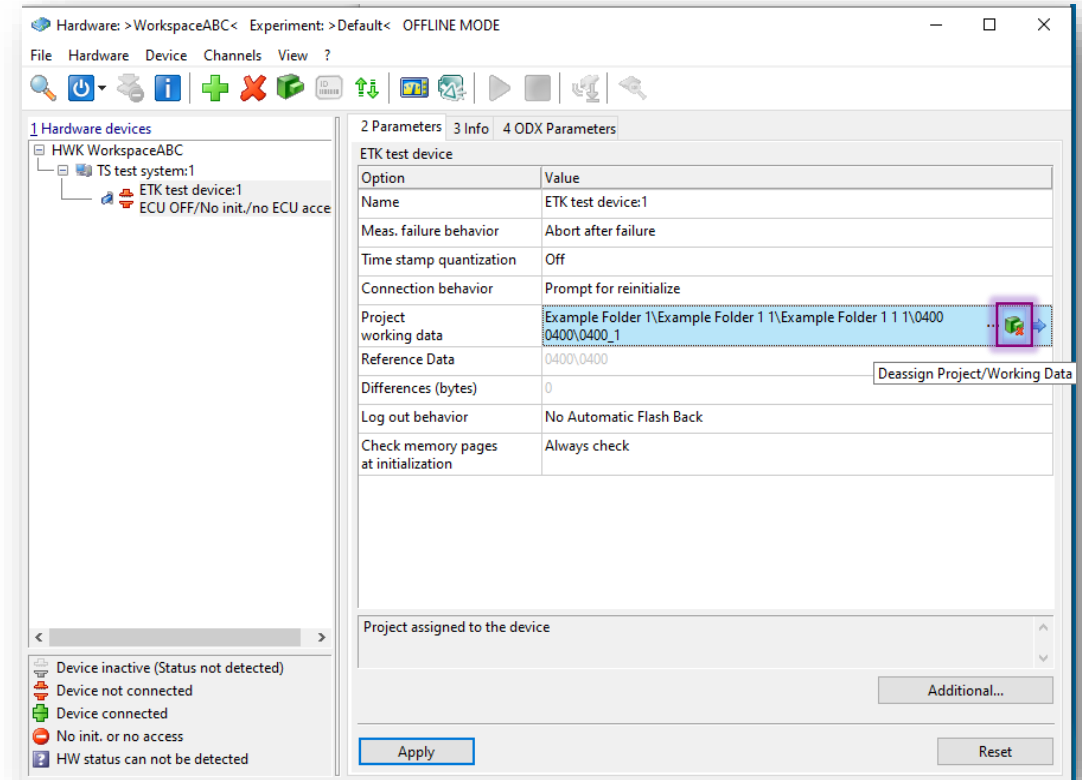 Hardware: >WorkspaceABC< Experiment: >Default< OFFLINE MODE
File Hardware Device Channels View ?
1 Hardware devices
HWK WorkspaceABC
TS test system:1
ETK test device:1
ECU OFF/No init./no ECU acce
2 Parameters 3 Info 4 ODX Parameters
ETK test device
Option Value
Name ETK test device:1
Meas. failure behavior Abort after failure
Time stamp quantization Off
Connection behavior Prompt for reinitialize
Project Example Folder 1\Example Folder 1 1\Example Folder 1 1 1\0400 ...
working data 0400\0400_1
Reference Data 0400\0400
Deassign Project/Working Data
Differences (bytes) 0
Log out behavior No Automatic Flash Back
Check memory pages Always check
at initialization
Project assigned to the device
Device inactive (Status not detected)
Device not connected
Device connected
No init. or no access
? HW status can not be detected
Additional...
Apply Reset